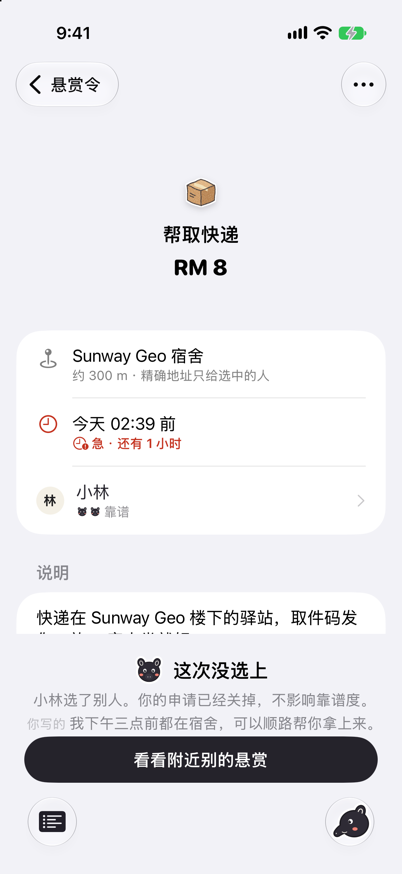 9:41
悬赏令
帮取快递
RM 8
Sunway Geo 宿舍
约 300 m · 精确地址只给选中的人
今天 02:39 前
急 · 还有 1 小时
林
小林
靠谱
说明
快递在 Sunway Geo 楼下的驿站，取件码发
这次没选上
小林选了别人。你的申请已经关掉，不影响靠谱度。
你写的 我下午三点前都在宿舍，可以顺路帮你拿上来。
看看附近别的悬赏